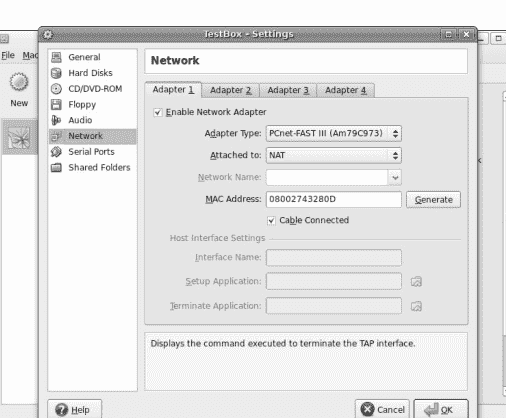 TestBox - Settings
File Mac
New
General
Hard Disks
CD/DVD-ROM
Floppy
Audio
Network
Serial Ports
Shared Folders
Network
Adapter 1 Adapter 2 Adapter 3 Adapter 4
Enable Network Adapter
Adapter Type: PCnet-FAST III (Am79C973)
Attached to: NAT
Network Name:
MAC Address: 08002743280D Generate
Cable Connected
Host Interface Settings
Interface Name:
Setup Application:
Terminate Application:
Displays the command executed to terminate the TAP interface.
Help Cancel OK